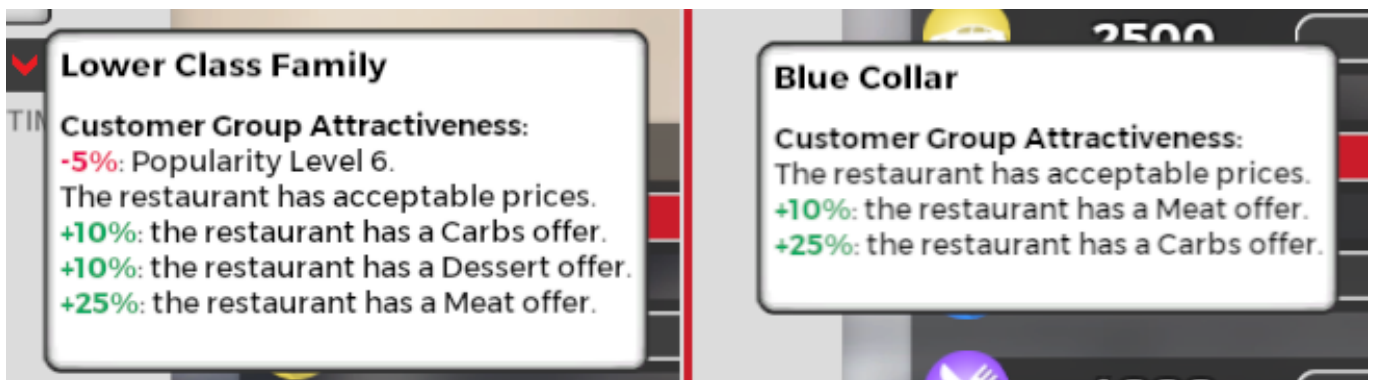 Lower Class Family
Customer Group Attractiveness:
-5%: Popularity Level 6.
The restaurant has acceptable prices.
+10%: the restaurant has a Carbs offer.
+10%: the restaurant has a Dessert offer.
+25%: the restaurant has a Meat offer.
TIM
2500
Blue Collar
Customer Group Attractiveness:
The restaurant has acceptable prices.
+10%: the restaurant has a Meat offer.
+25%: the restaurant has a Carbs offer.